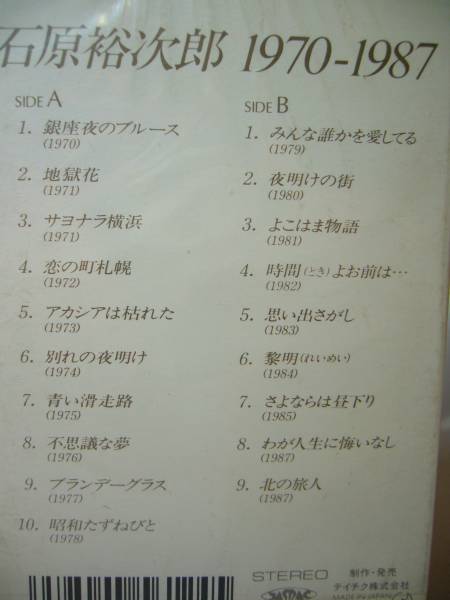 石原裕次郎 1970-1987
SIDE A
1. 銀座夜のブルース
(1970)
2. 地獄花
(1971)
3. サヨナラ横浜
(1971)
4. 恋の町札幌
(1972)
5. アカシアは枯れた
(1973)
6. 別れの夜明け
(1974)
7. 青い滑走路
(1975)
8. 不思議な夢
(1976)
9. ブランデーグラス
(1977)
10. 昭和たずねびと
(1978)
SIDE B
1. みんな誰かを愛してる
(1979)
2. 夜明けの街
(1980)
3. よこはま物語
(1981)
4. 時間(とき)よお前は…
(1982)
5. 思い出さがし
(1983)
6. 黎明(れいめい)
(1984)
7. さよならは昼下り
(1985)
8. わが人生に悔いなし
(1987)
9. 北の旅人
(1987)
STEREO
制作・発売
テイチク株式会社
JASRAC
MADE IN JAPAN